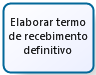 Elaborar termo
de recebimento
definitivo